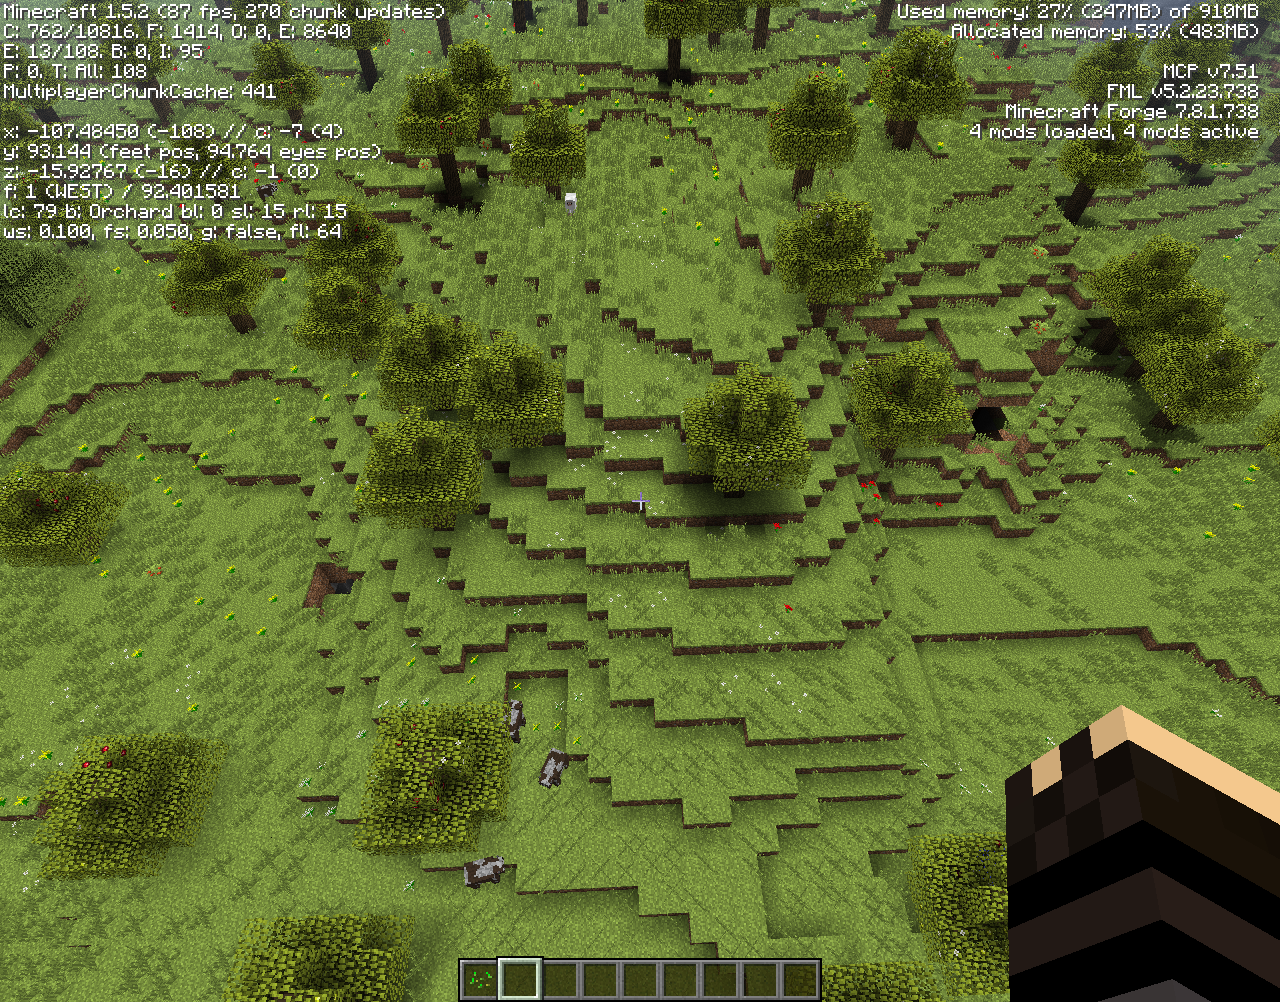 Minecraft 1.5.2 (87 fps, 270 chunk updates)
C: 762/10816. F: 1414, O: 0, E: 8640
E: 13/108. B: 0, I: 95
P: 0, T: All: 108
MultiplayerChunkCache: 441
x: -107.48450 (-108) // c: -7 (4)
y: 93.144 (feet pos, 94.764 eyes pos)
z: -15.92767 (-16) // c: -1 (0)
f: 1 (WEST) / 92.401581
lc: 79 b: Orchard bl: 0 sl: 15 rl: 15
ws: 0.100, fs: 0.050, g: false, fl: 64
Used memory: 27% (247MB) of 910MB
Allocated memory: 53% (483MB)
MCP v7.51
FML v5.2.23.738
Minecraft Forge 7.8.1.738
4 mods loaded, 4 mods active